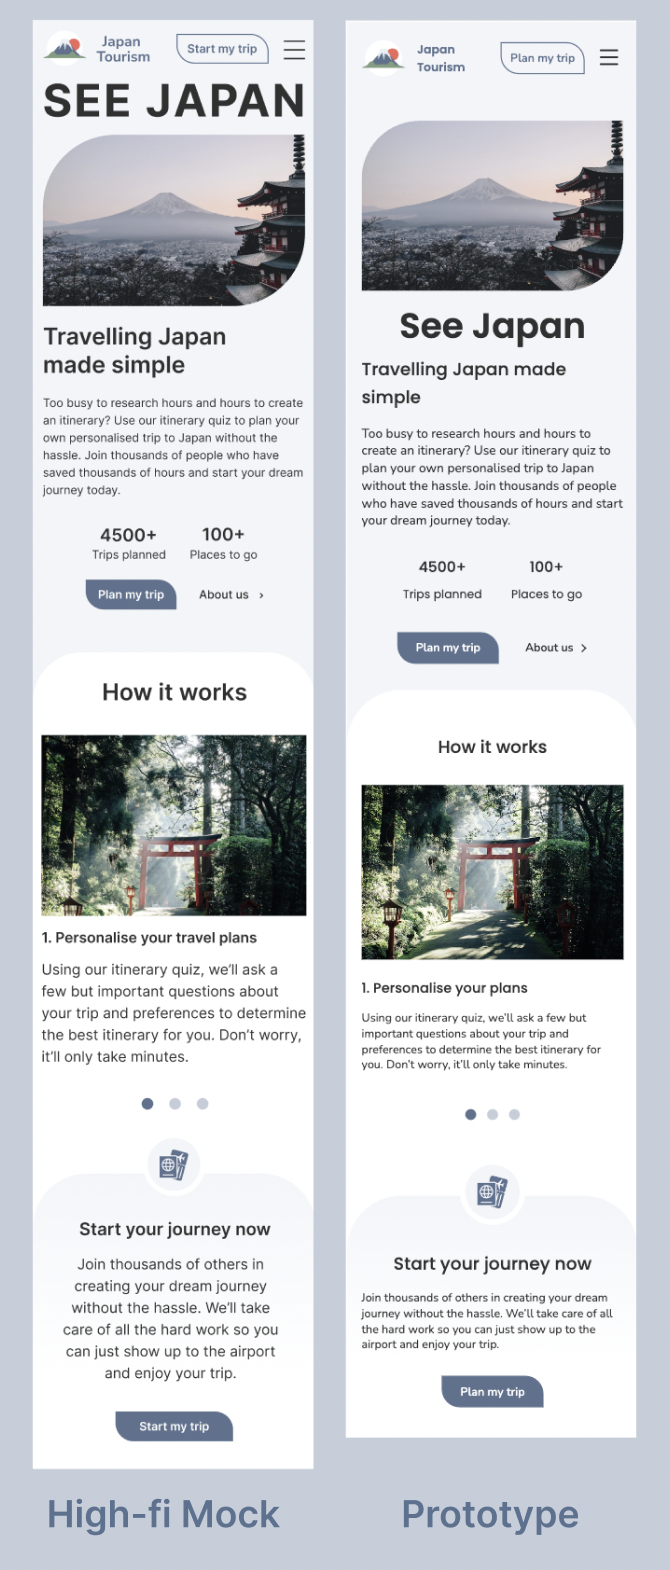 Japan
Tourism
Start my trip
SEE JAPAN
Travelling Japan
made simple
Too busy to research hours and hours to create
an itinerary? Use our itinerary quiz to plan your
own personalised trip to Japan without the
hassle. Join thousands of people who have
saved thousands of hours and start your dream
journey today.
4500+ 100+
Trips planned Places to go
Plan my trip About us >
How it works
1. Personalise your travel plans
Using our itinerary quiz, we'll ask a
few but important questions about
your trip and preferences to determine
the best itinerary for you. Don't worry,
it'll only take minutes.
Start your journey now
Join thousands of others in
creating your dream journey
without the hassle. We'll take
care of all the hard work so you
can just show up to the airport
and enjoy your trip.
Start my trip
High-fi Mock
Japan
Tourism
Plan my trip
See Japan
Travelling Japan made
simple
Too busy to research hours and hours to
create an itinerary? Use our itinerary quiz to
plan your own personalised trip to Japan
without the hassle. Join thousands of people
who have saved thousands of hours and start
your dream journey today.
4500+ 100+
Trips planned Places to go
Plan my trip About us >
How it works
1. Personalise your plans
Using our itinerary quiz, we'll ask a few but
important questions about your trip and
preferences to determine the best itinerary for
you. Don't worry, it'll only take minutes.
Start your journey now
Join thousands of others in creating your dream
journey without the hassle. We'll take care of all
the hard work so you can just show up to the
airport and enjoy your trip.
Plan my trip
Prototype